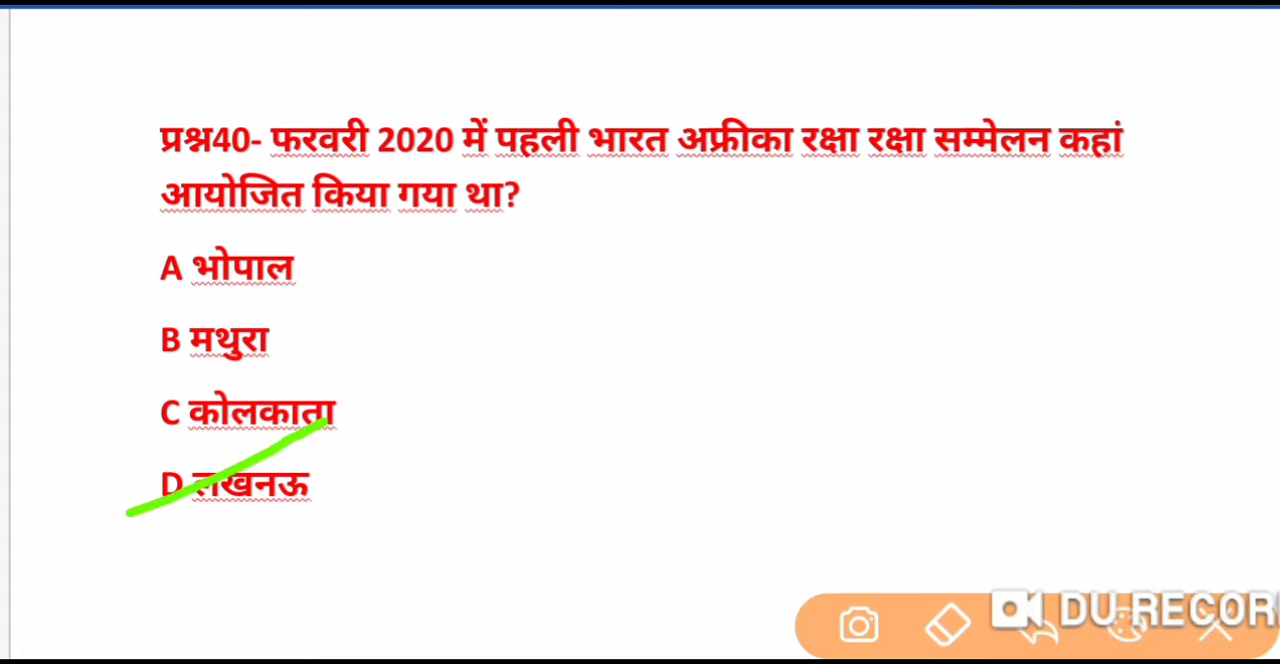 प्रश्न40- फरवरी 2020 में पहली भारत अफ्रीका रक्षा रक्षा सम्मेलन कहां
आयोजित किया गया था?
A भोपाल
B मथुरा
C कोलकाता
D लखनऊ
DU RECOR